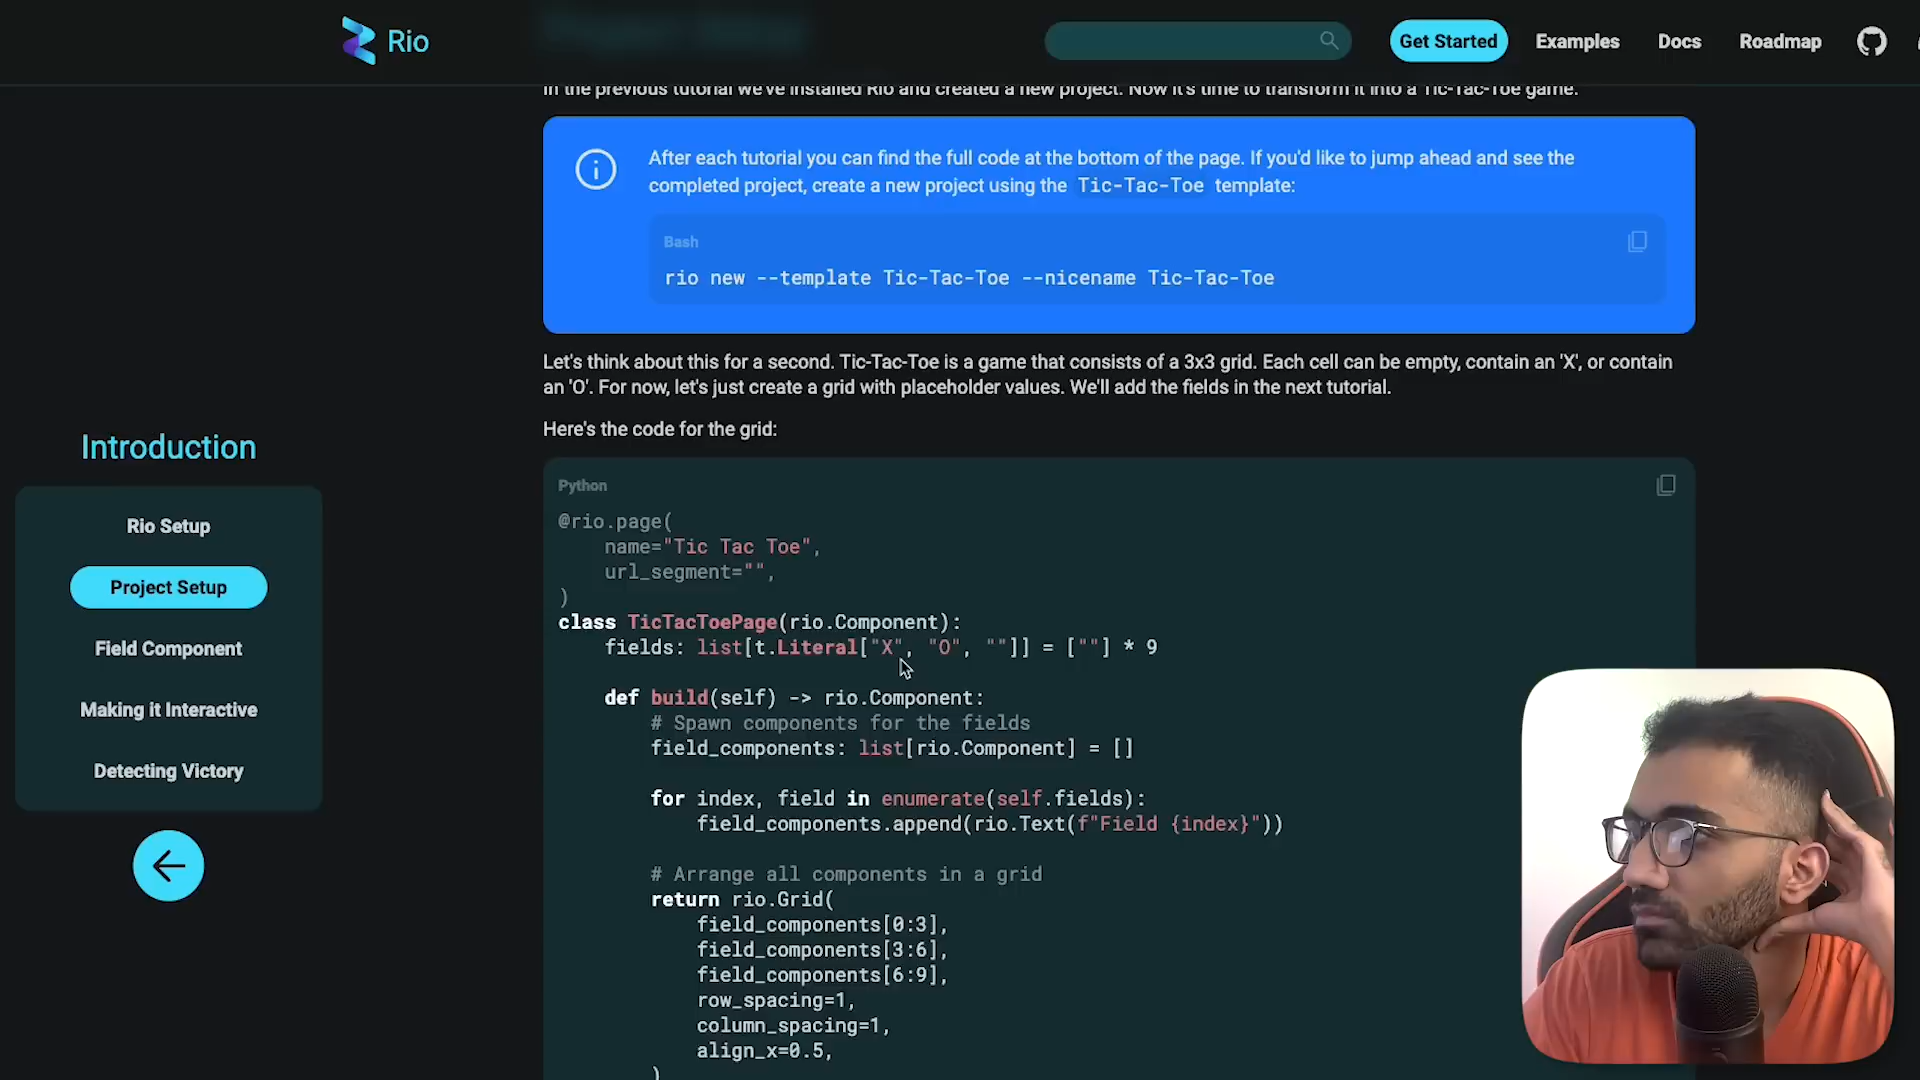 Rio
Get Started
Examples
Docs
Roadmap
In the previous tutorial we've installed Rio and created a new project. Now it's time to transform it into a Tic-Tac-Toe game.
After each tutorial you can find the full code at the bottom of the page. If you'd like to jump ahead and see the
completed project, create a new project using the Tic-Tac-Toe template:
Bash
rio new --template Tic-Tac-Toe --nicename Tic-Tac-Toe
Let's think about this for a second. Tic-Tac-Toe is a game that consists of a 3x3 grid. Each cell can be empty, contain an 'X', or contain
an 'O'. For now, let's just create a grid with placeholder values. We'll add the fields in the next tutorial.
Here's the code for the grid:
Introduction
Rio Setup
Project Setup
Field Component
Making it Interactive
Detecting Victory
Python
@rio.page(
    name="Tic Tac Toe",
    url_segment="",
)
class TicTacToePage(rio.Component):
    fields: list[t.Literal["X", "O", ""]] = [""] * 9
    def build(self) -> rio.Component:
        # Spawn components for the fields
        field_components: list[rio.Component] = []
        for index, field in enumerate(self.fields):
            field_components.append(rio.Text(f"Field {index}"))
        # Arrange all components in a grid
        return rio.Grid(
            field_components[0:3],
            field_components[3:6],
            field_components[6:9],
            row_spacing=1,
            column_spacing=1,
            align_x=0.5,
        )